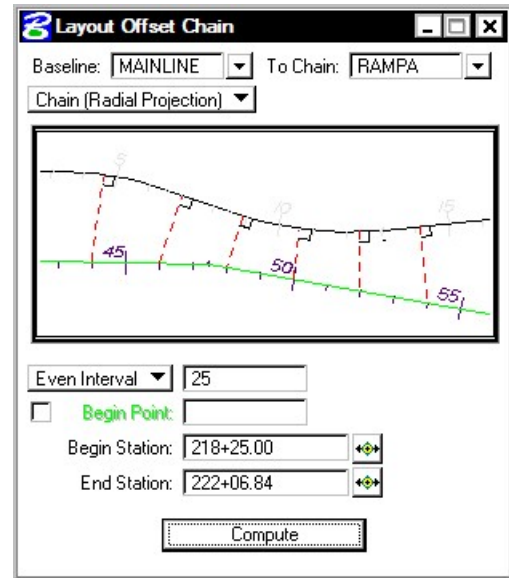 Layout Offset Chain
Baseline: MAINLINE To Chain: RAMPA
Chain (Radial Projection)
5
10
15
45
50
55
Even Interval 25
Begin Point:
Begin Station: 218+25.00
End Station: 222+06.84
Compute